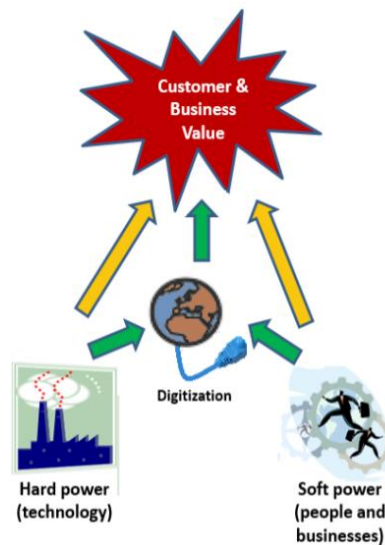 Customer &
Business
Value
Digitization
Hard power
(technology)
Soft power
(people and
businesses)